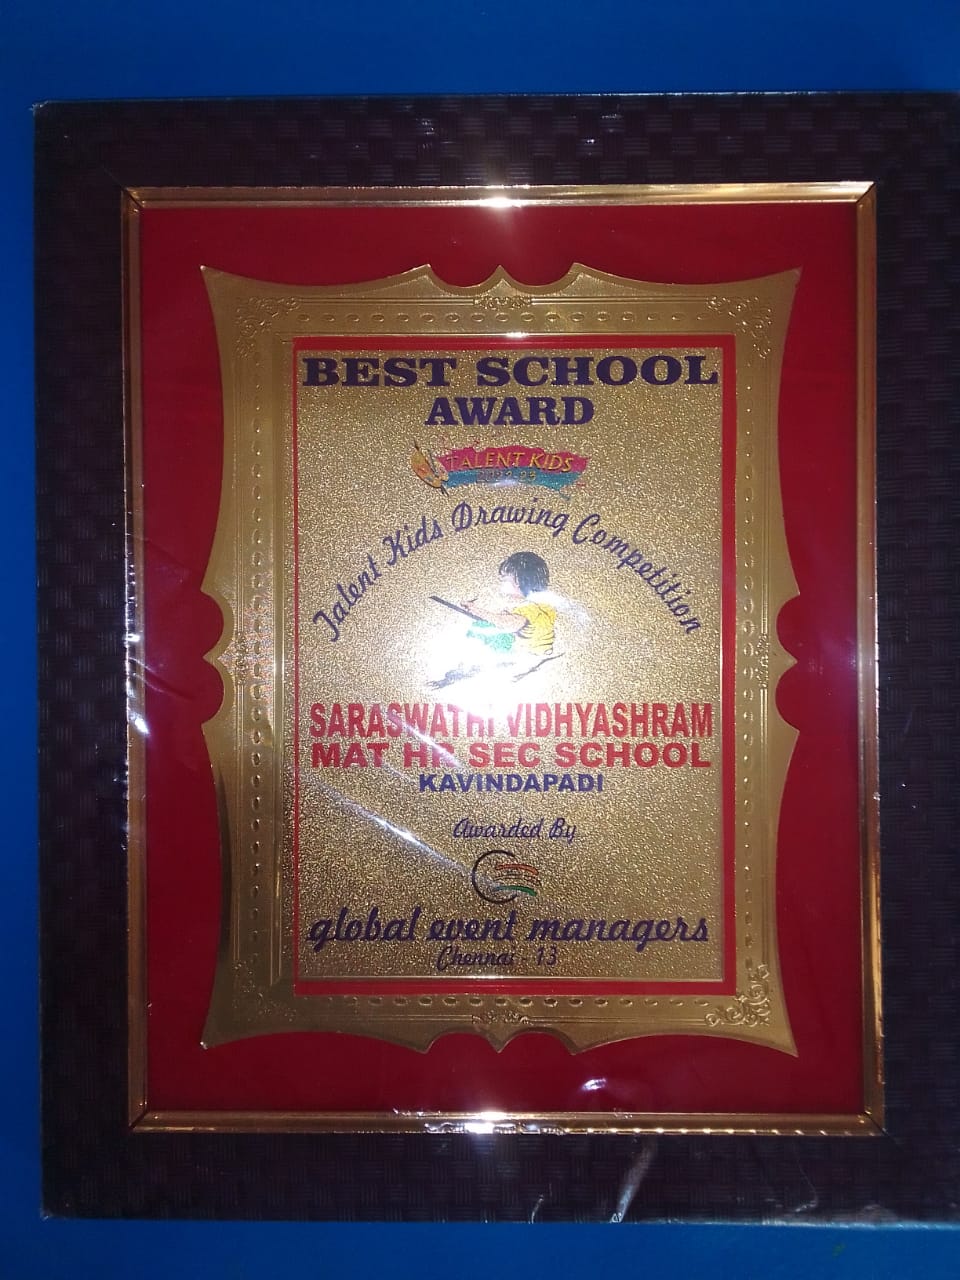 BEST SCHOOL
AWARD
TALENT KIDS
Talent Kids Drawing Competition
SARASWATHI VIDHYASHRAM
MAT HR SEC SCHOOL
KAVINDAPADI
Awarded By
global event managers
Chennai - 13